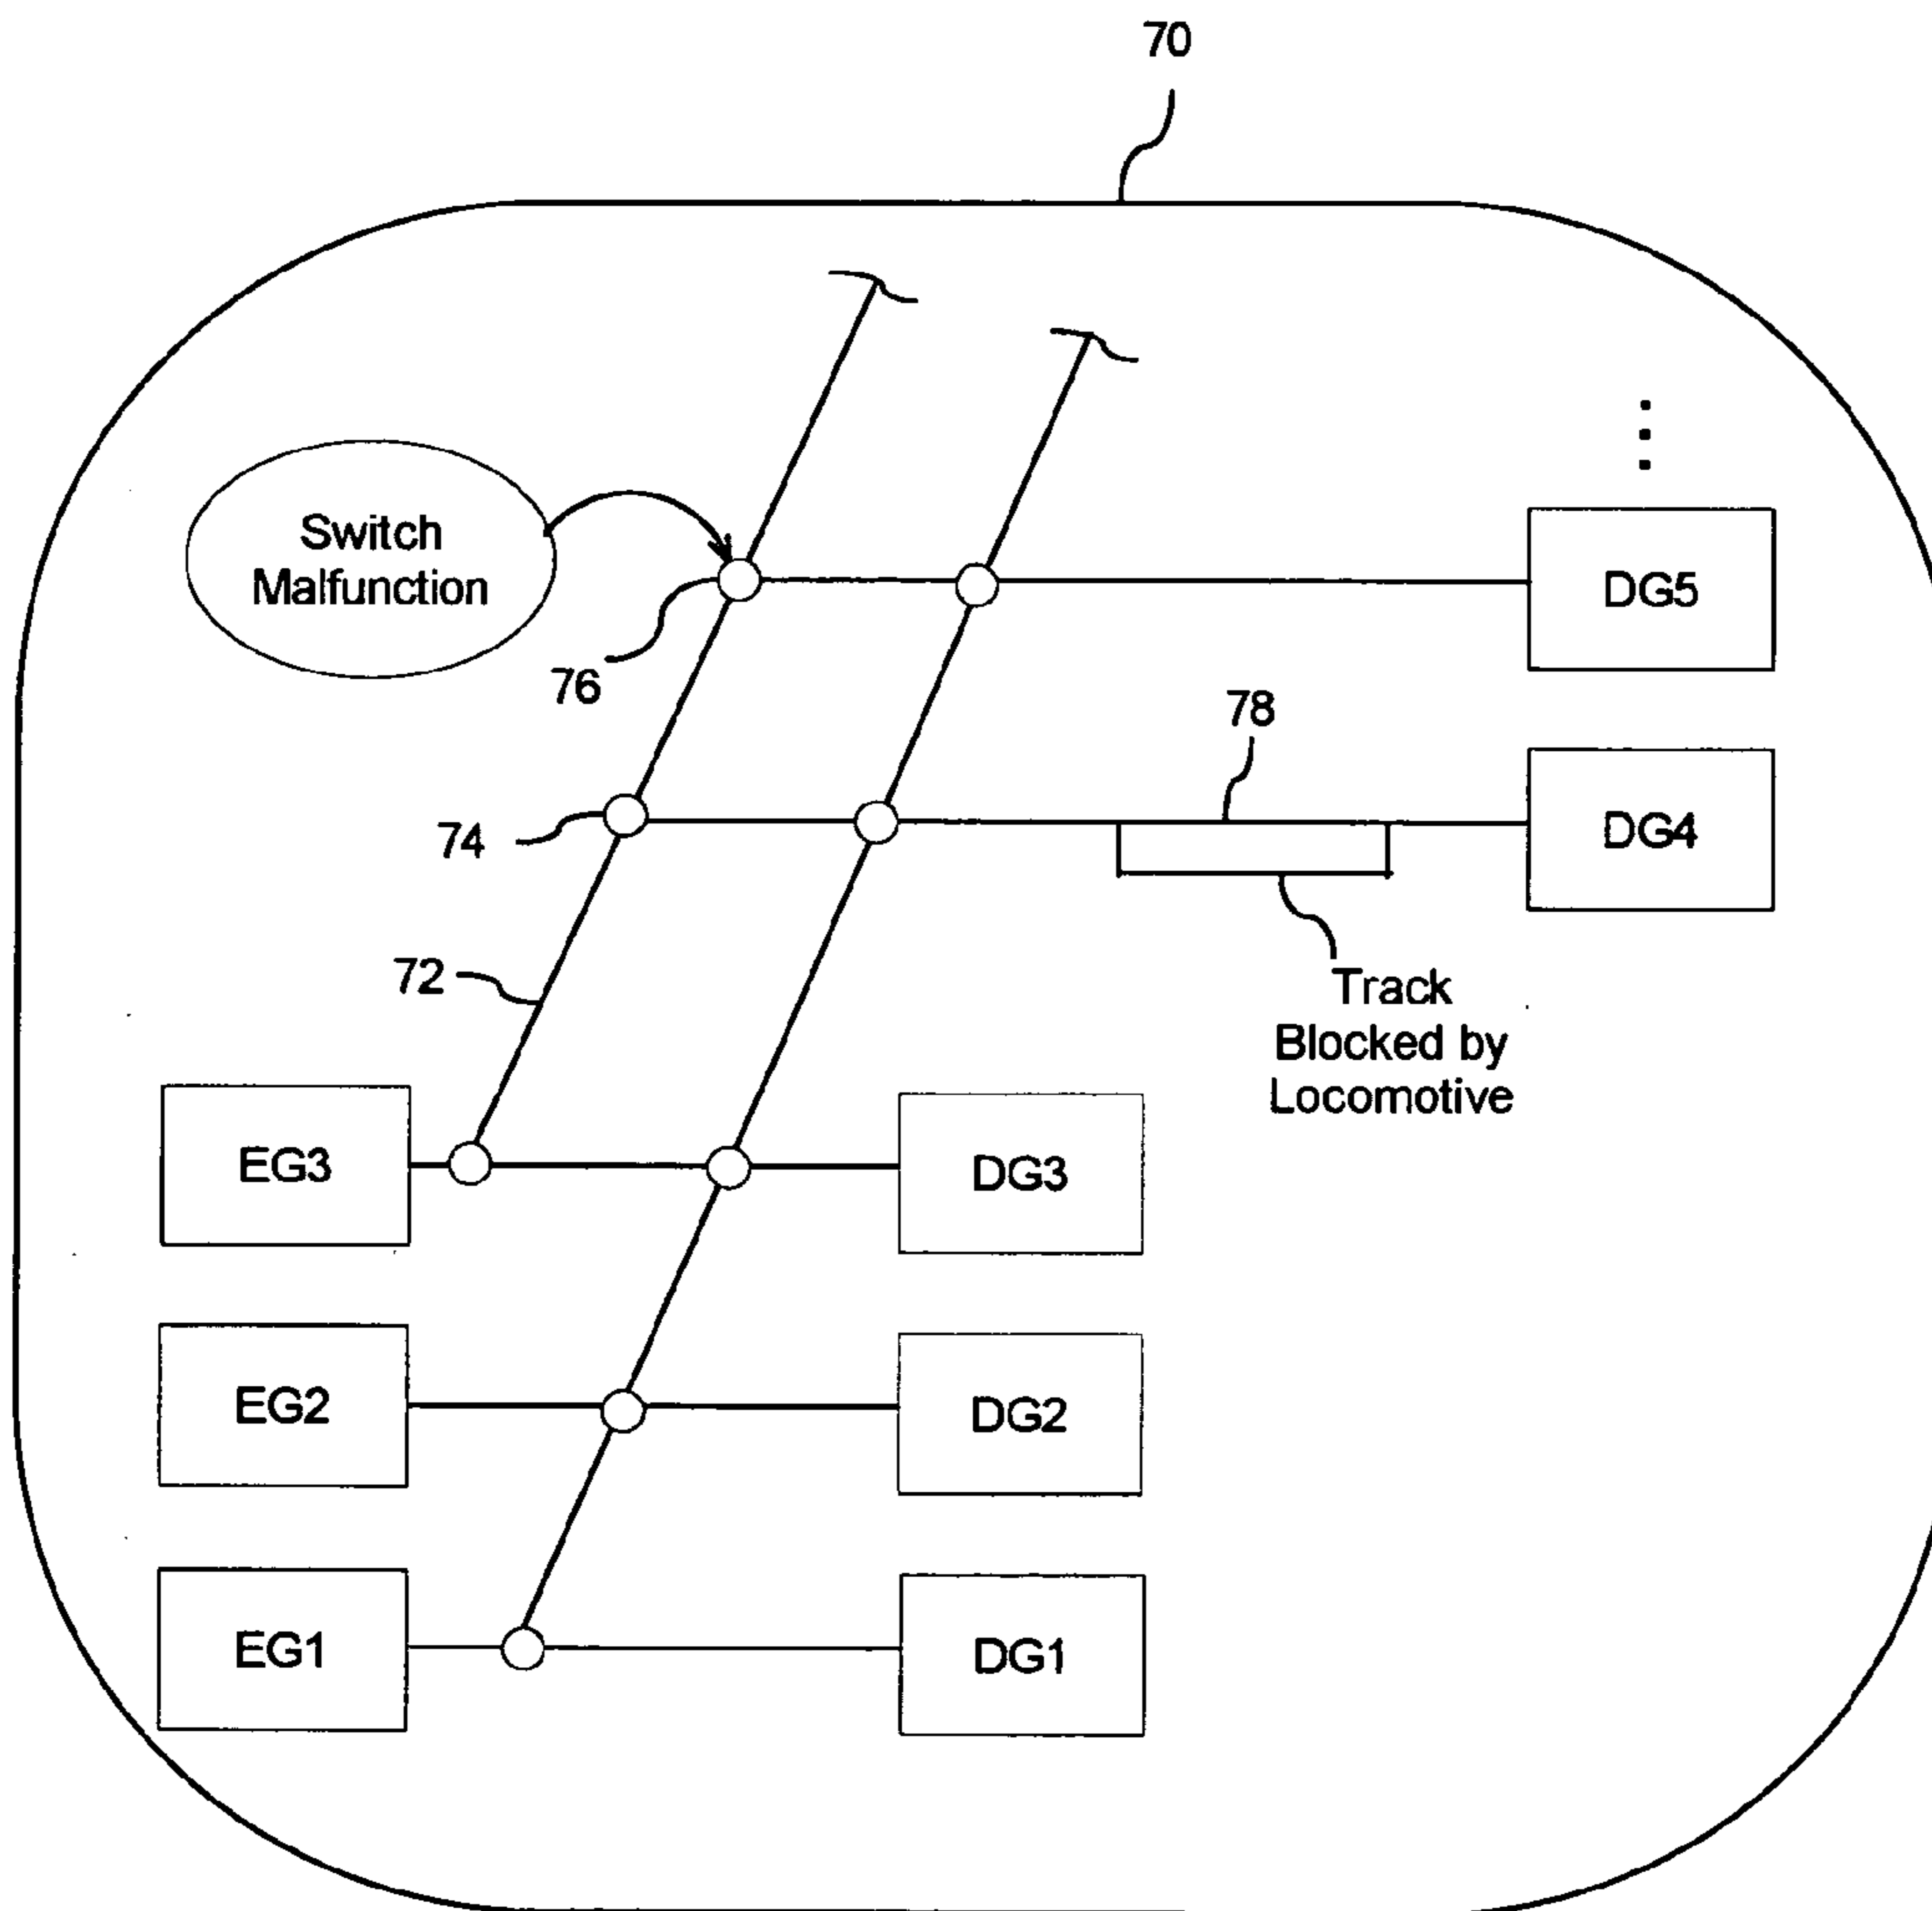 70
Switch
Malfunction
DG5
76
78
74
DG4
72
Track
Blocked by
Locomotive
EG3
DG3
EG2
DG2
EG1
DG1